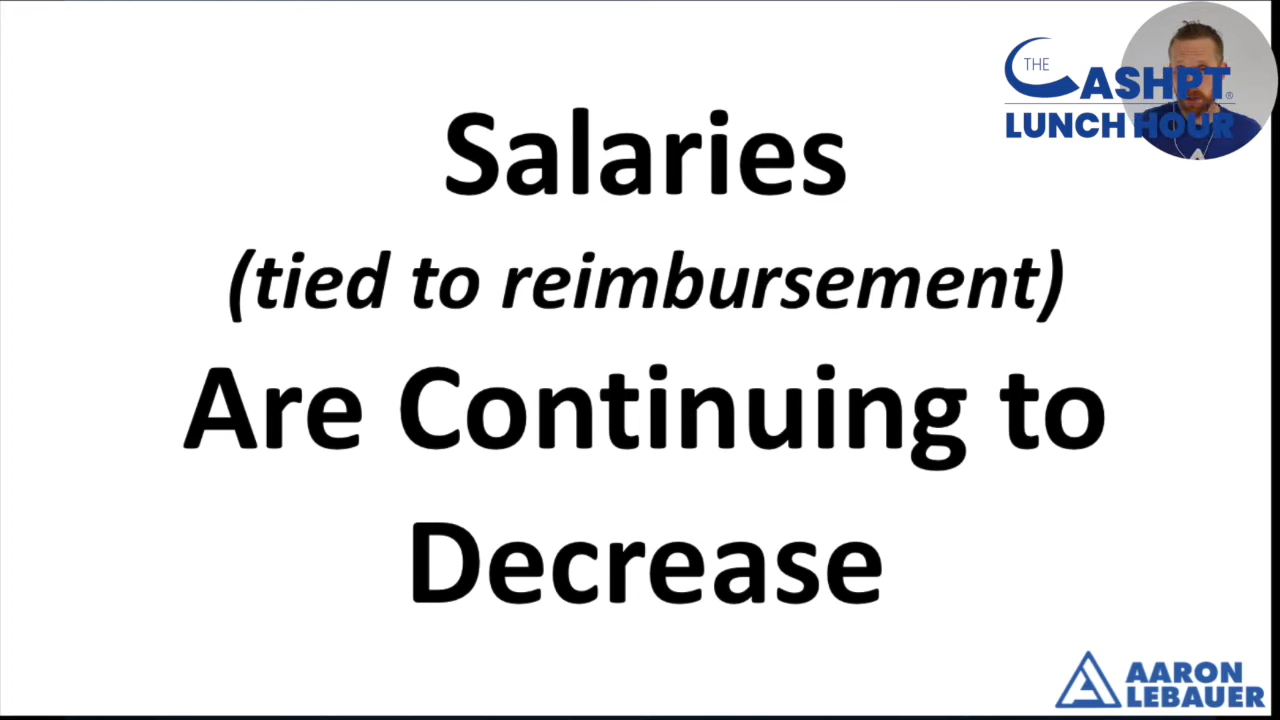 THE
CASHPT®
LUNCH HOUR
Salaries
(tied to reimbursement)
Are Continuing to
Decrease
AARON
LEBAUER